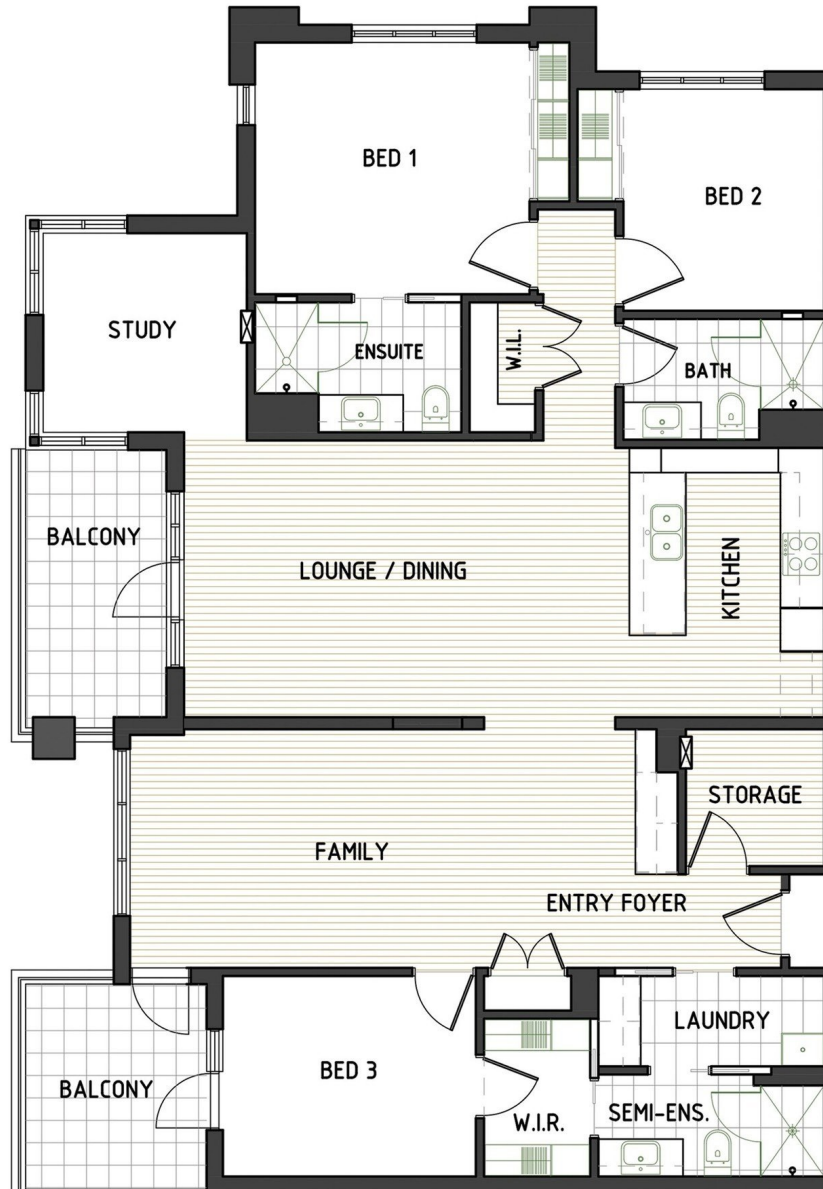 BED 1
BED 2
STUDY
ENSUITE
W.I.L.
BATH
BALCONY
LOUNGE / DINING
KITCHEN
STORAGE
FAMILY
ENTRY FOYER
LAUNDRY
BED 3
BALCONY
W.I.R.
SEMI-ENS.